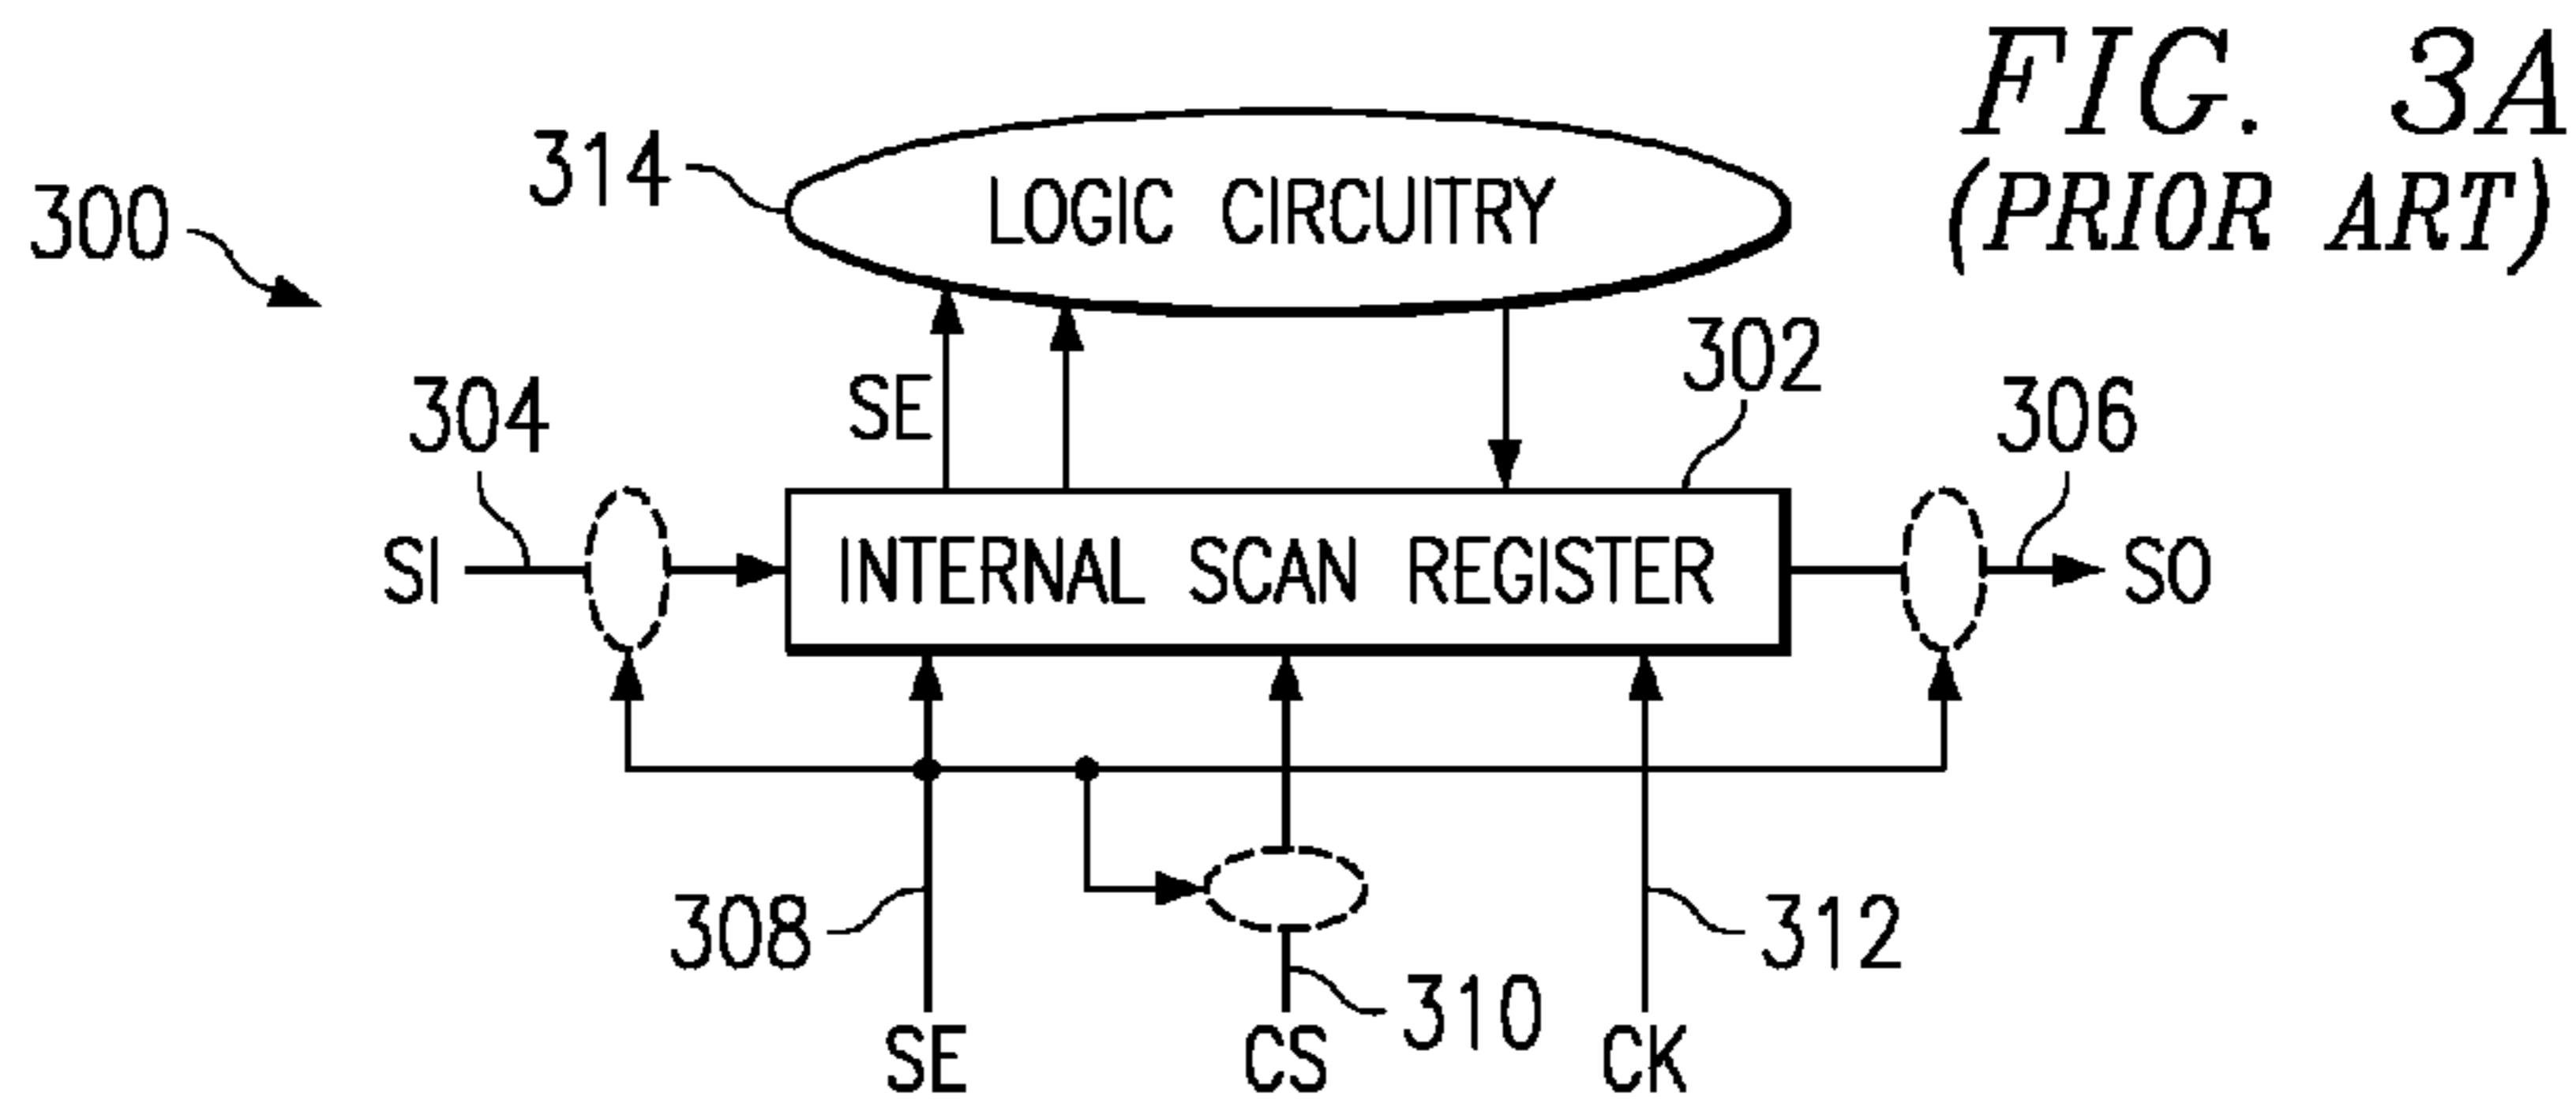 FIG. 3A
(PRIOR ART)
300
314
LOGIC CIRCUITRY
302
SE
304
306
SI
INTERNAL SCAN REGISTER
SO
308
312
310
SE
CS
CK